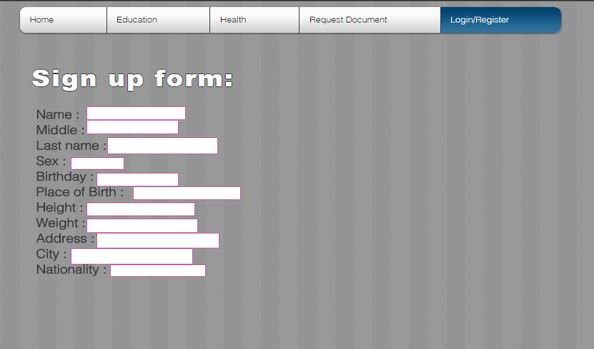 Home Education Health Request Document Login/Register
Sign up form:
Name :
Middle :
Last name :
Sex :
Birthday :
Place of Birth :
Height :
Weight :
Address :
City :
Nationality :